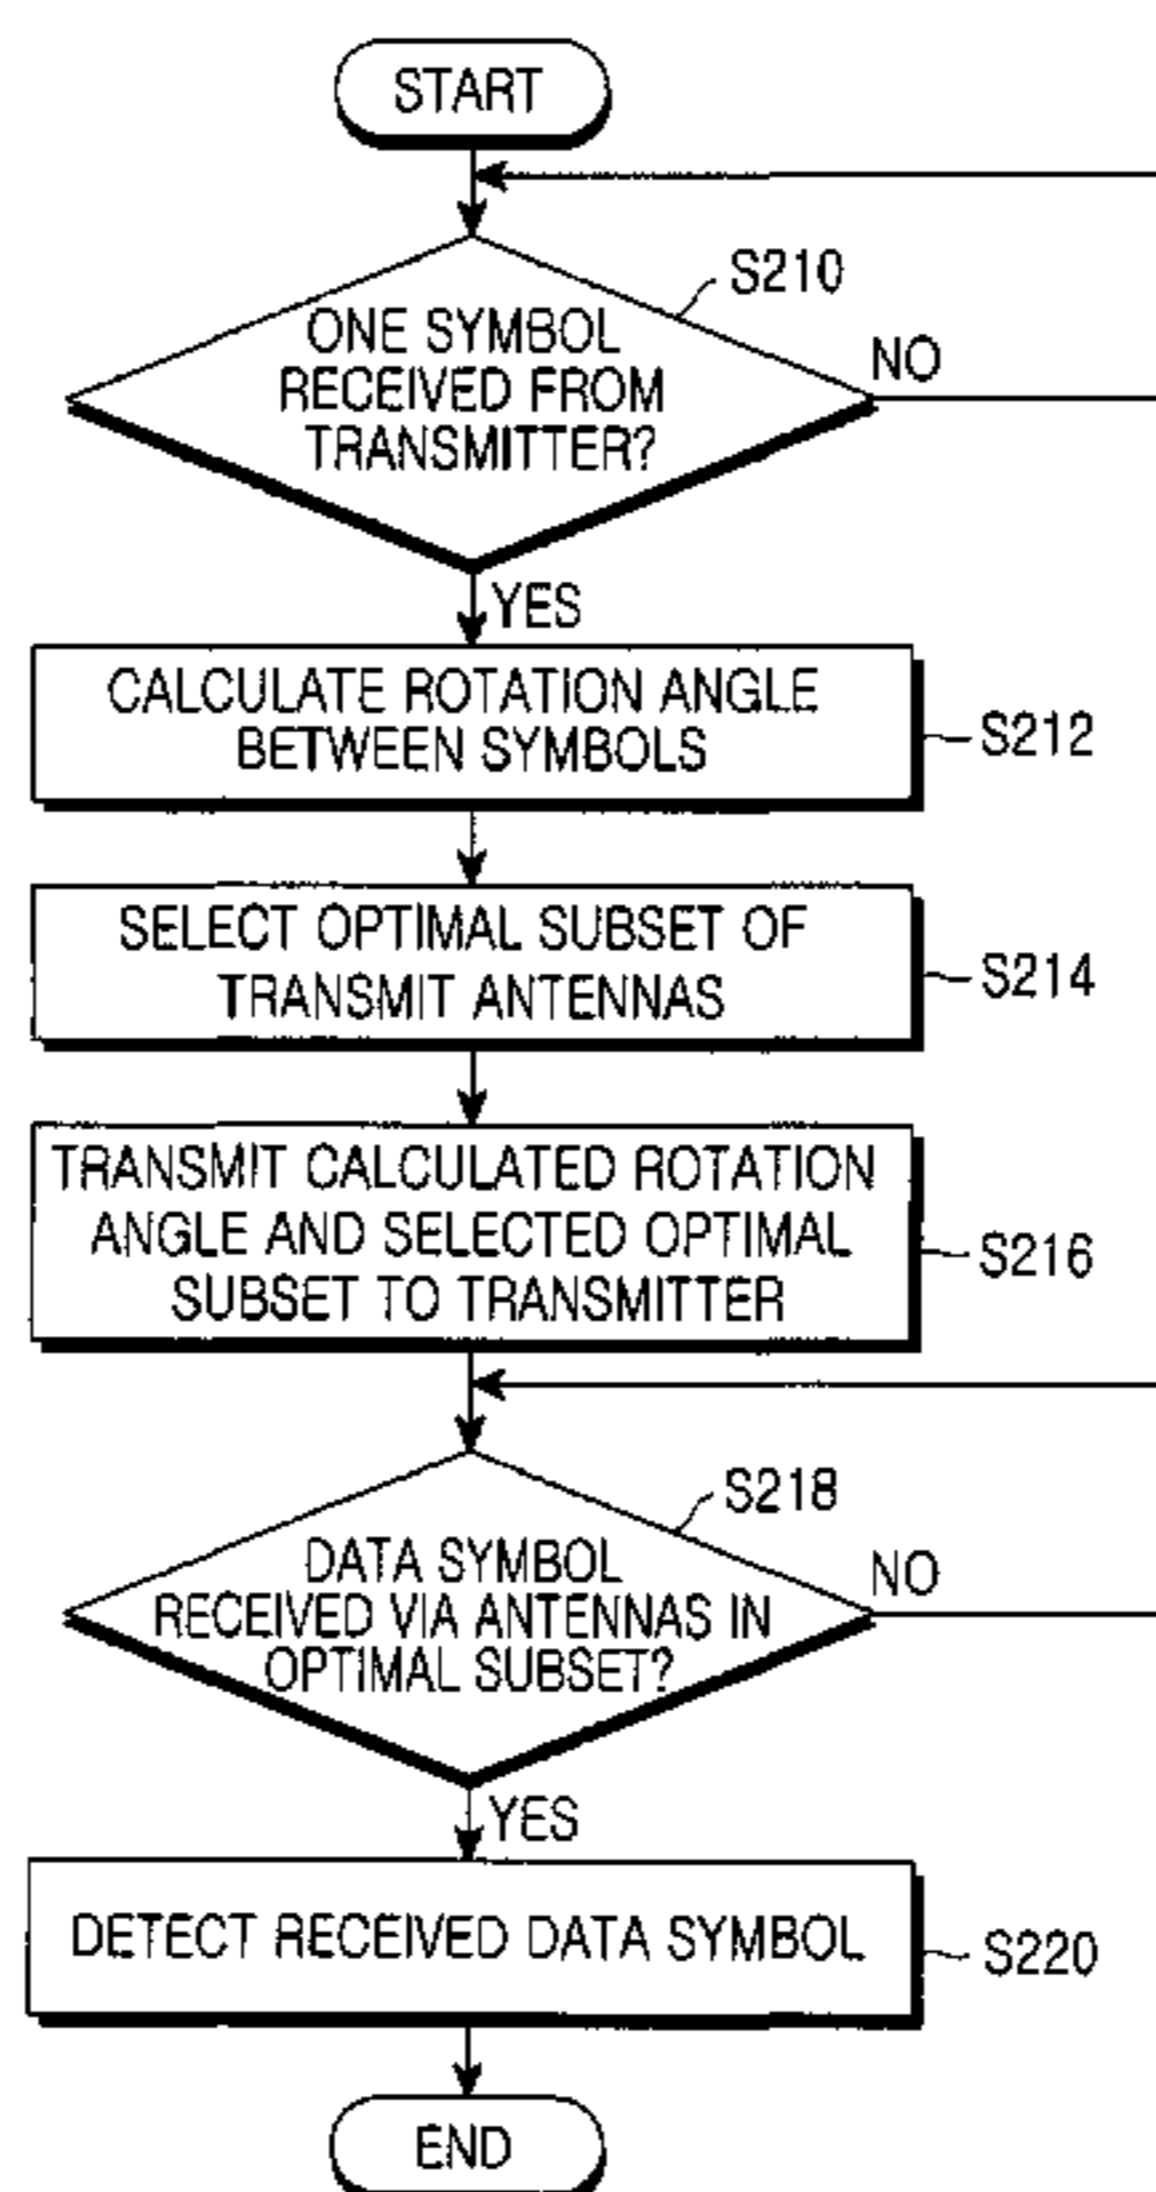 START
S210
ONE SYMBOL
RECEIVED FROM
TRANSMITTER?
NO
YES
CALCULATE ROTATION ANGLE
BETWEEN SYMBOLS
S212
SELECT OPTIMAL SUBSET OF
TRANSMIT ANTENNAS
S214
TRANSMIT CALCULATED ROTATION
ANGLE AND SELECTED OPTIMAL
SUBSET TO TRANSMITTER
S216
S218
DATA SYMBOL
RECEIVED VIA ANTENNAS IN
OPTIMAL SUBSET?
NO
YES
DETECT RECEIVED DATA SYMBOL
S220
END